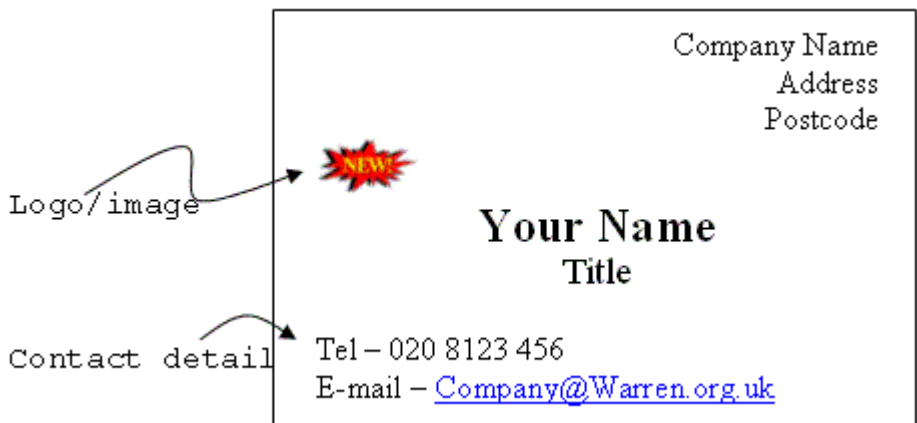 Company Name
Address
Postcode
NEW!
Logo/image
Your Name
Title
Tel – 020 8123 456
Contact detail
E-mail – Company@Warren.org.uk